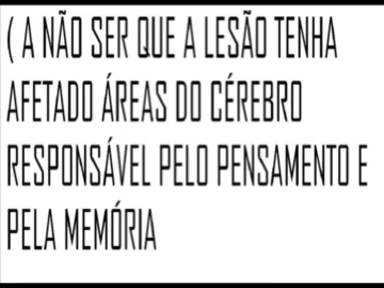 ( A NÃO SER QUE A LESÃO TENHA
AFETADO ÁREAS DO CÉREBRO
RESPONSÁVEL PELO PENSAMENTO E
PELA MEMÓRIA